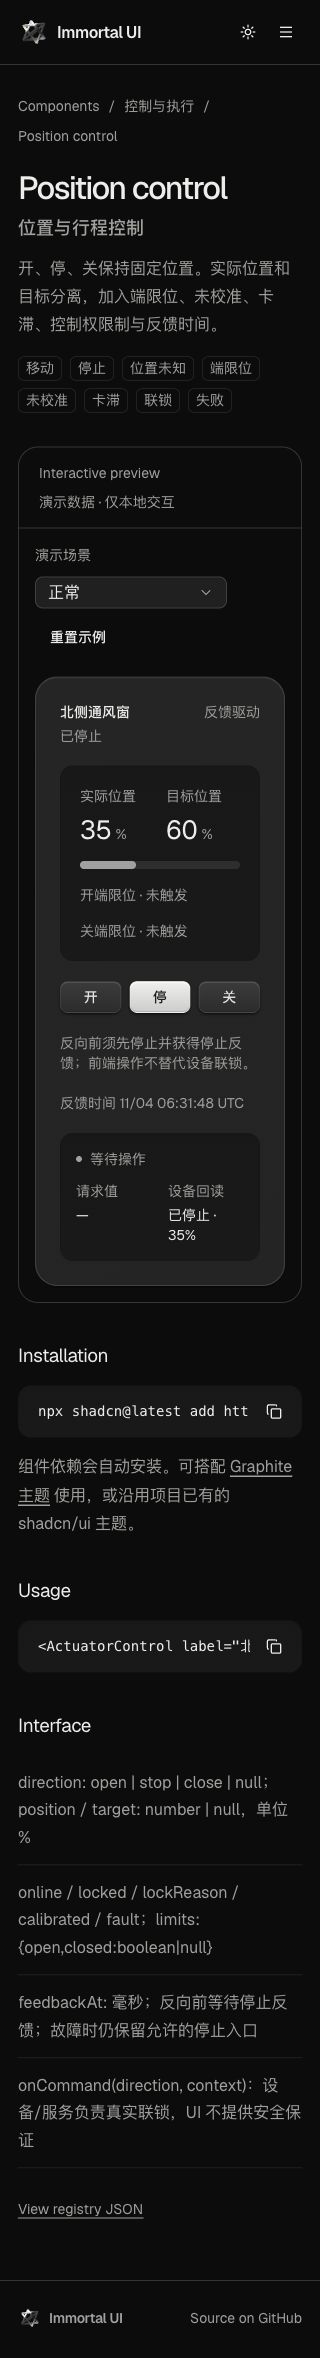 Immortal UI
Components / 控制与执行 /
Position control
Position control
位置与行程控制
开、停、关保持固定位置。实际位置和
目标分离，加入端限位、未校准、卡
滞、控制权限制与反馈时间。
移动 停止 位置未知 端限位
未校准 卡滞 联锁 失败
Interactive preview
演示数据 · 仅本地交互
演示场景
正常
重置示例
北侧通风窗 反馈驱动
已停止
实际位置 目标位置
35 % 60 %
开端限位 · 未触发
关端限位 · 未触发
开 停 关
反向前须先停止并获得停止反
馈；前端操作不替代设备联锁。
反馈时间 11/04 06:31:48 UTC
等待操作
请求值 设备回读
— 已停止 ·
35%
Installation
npx shadcn@latest add htt
组件依赖会自动安装。可搭配 Graphite
主题 使用，或沿用项目已有的
shadcn/ui 主题。
Usage
<ActuatorControl label="北
Interface
direction: open | stop | close | null；
position / target: number | null，单位
%
online / locked / lockReason /
calibrated / fault；limits:
{open,closed:boolean|null}
feedbackAt: 毫秒；反向前等待停止反
馈；故障时仍保留允许的停止入口
onCommand(direction, context)：设
备/服务负责真实联锁，UI 不提供安全保
证
View registry JSON
Immortal UI Source on GitHub